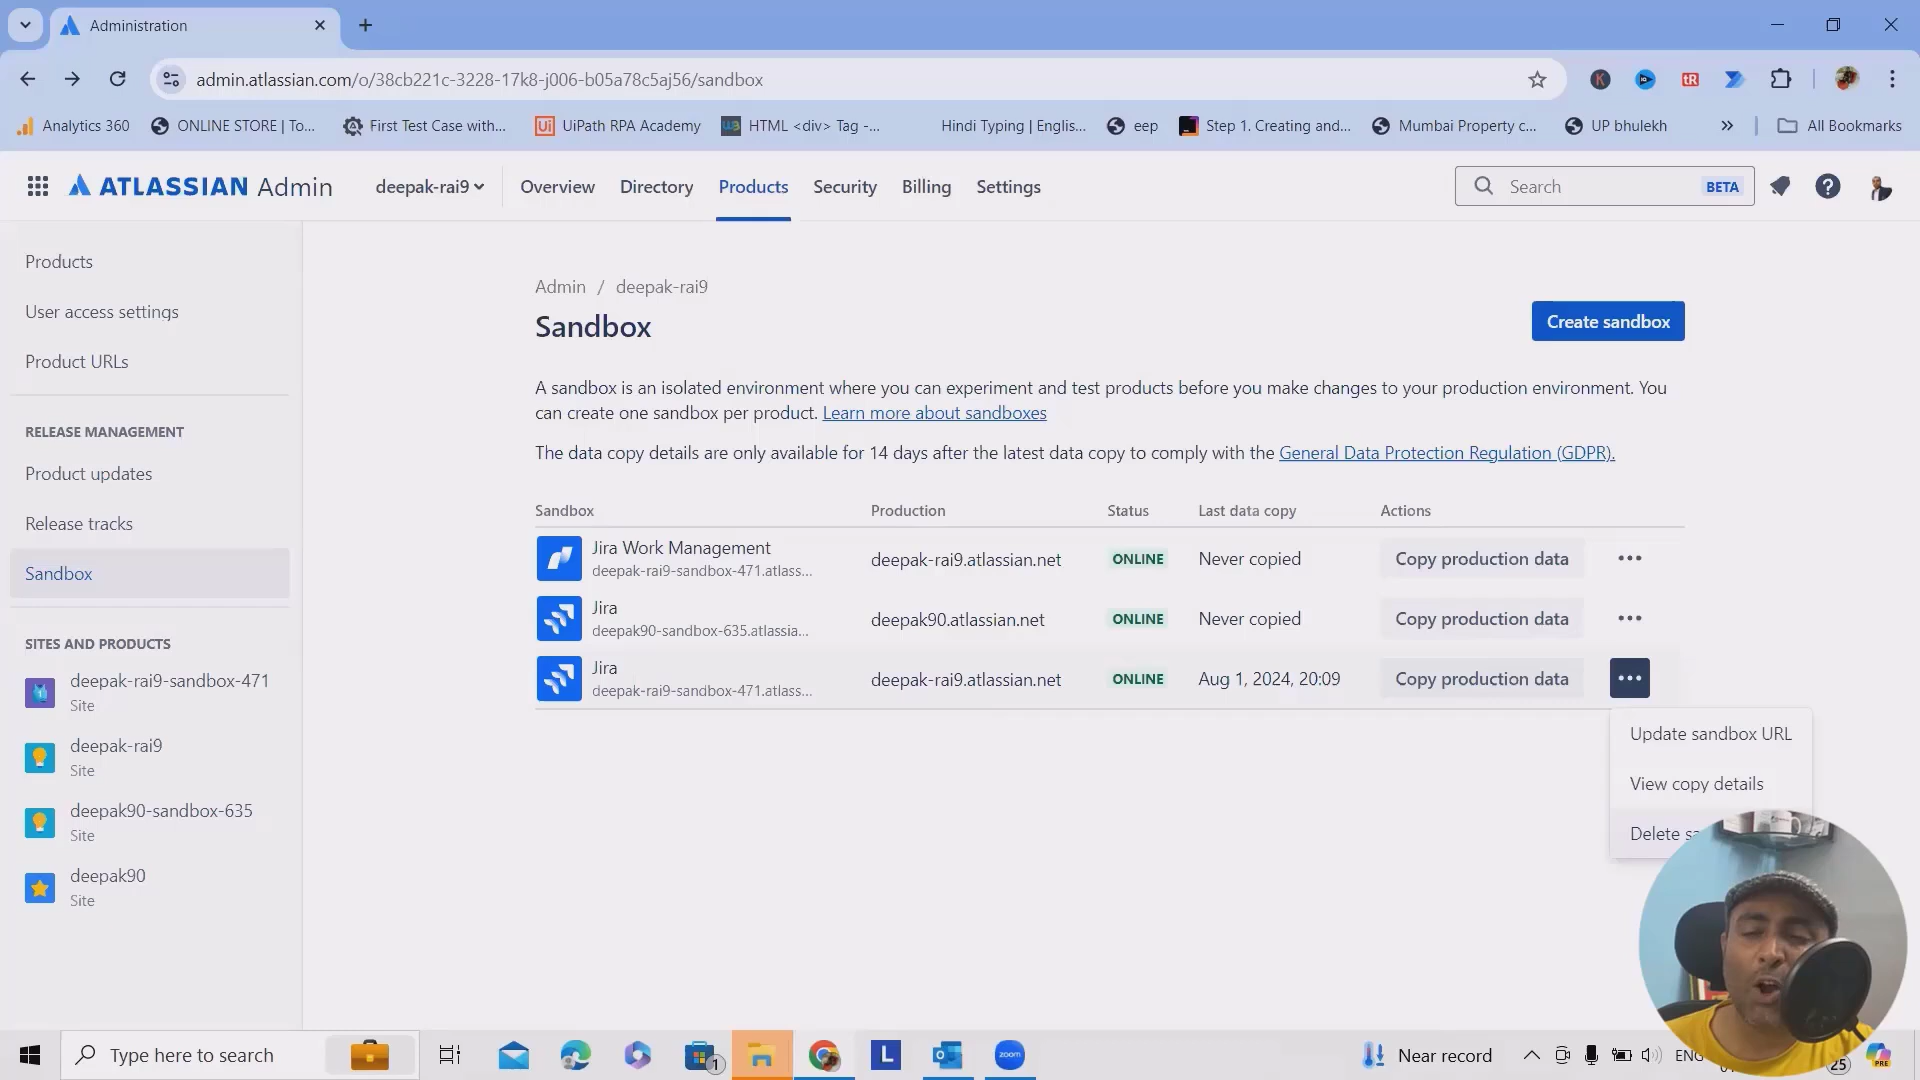 Administration
admin.atlassian.com/o/38cb221c-3228-17k8-j006-b05a78c5aj56/sandbox
Analytics 360
ONLINE STORE | To...
First Test Case with...
UiPath RPA Academy
HTML <div> Tag -...
Hindi Typing | Englis...
eep
Step 1. Creating and...
Mumbai Property c...
UP bhulekh
All Bookmarks
ATLASSIAN Admin
deepak-rai9
Overview
Directory
Products
Security
Billing
Settings
Search
BETA
Products
User access settings
Product URLs
RELEASE MANAGEMENT
Product updates
Release tracks
Sandbox
SITES AND PRODUCTS
deepak-rai9-sandbox-471
Site
deepak-rai9
Site
deepak90-sandbox-635
Site
deepak90
Site
Admin / deepak-rai9
Sandbox
Create sandbox
A sandbox is an isolated environment where you can experiment and test products before you make changes to your production environment. You
can create one sandbox per product. Learn more about sandboxes
The data copy details are only available for 14 days after the latest data copy to comply with the General Data Protection Regulation (GDPR).
Sandbox Production Status Last data copy Actions
Jira Work Management
deepak-rai9-sandbox-471.atlass...
deepak-rai9.atlassian.net
ONLINE
Never copied
Copy production data
Jira
deepak90-sandbox-635.atlassia...
deepak90.atlassian.net
ONLINE
Never copied
Copy production data
Jira
deepak-rai9-sandbox-471.atlass...
deepak-rai9.atlassian.net
ONLINE
Aug 1, 2024, 20:09
Copy production data
Update sandbox URL
View copy details
Delete
Type here to search
1
L
zoom
Near record
ENG
25
PRE